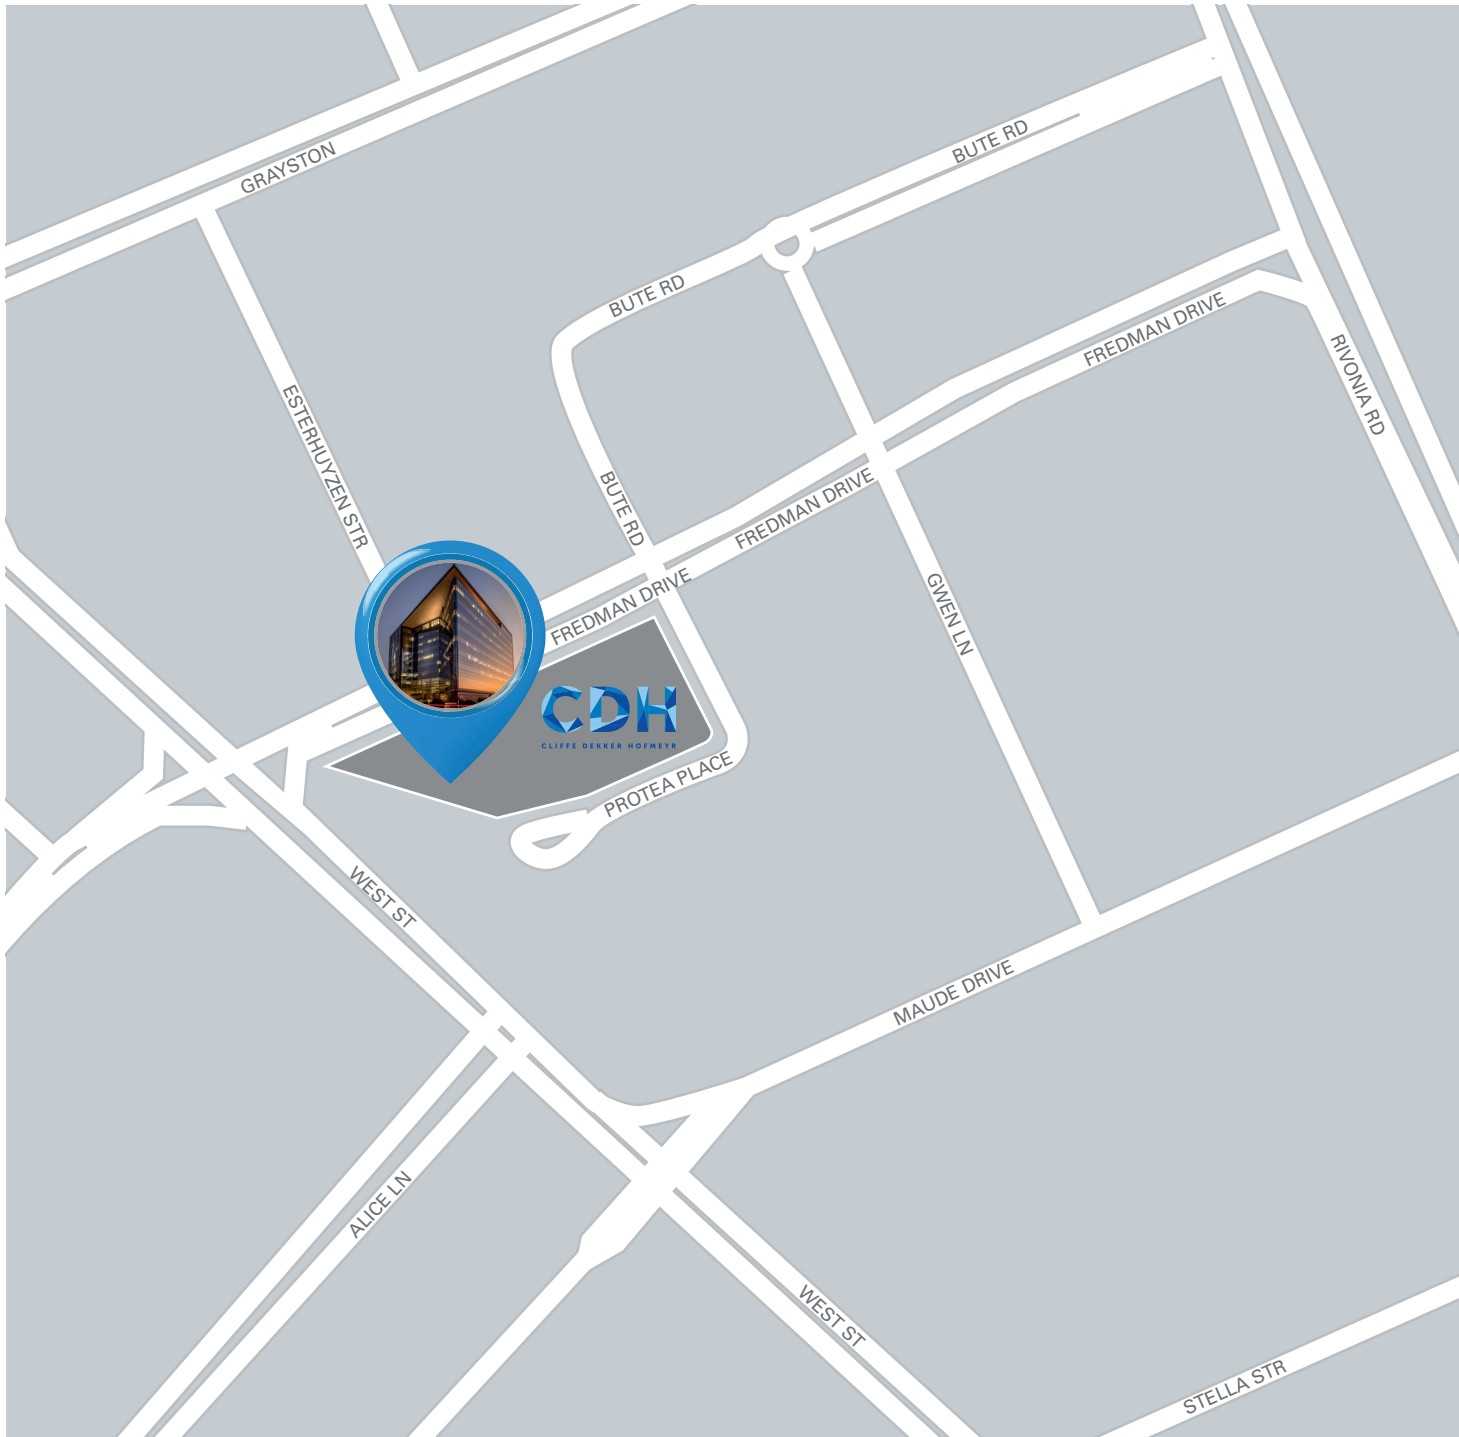 BUTE RD
GRAYSTON
BUTE RD
FREDMAN DRIVE
RIVONIA RD
ESTERHUYZEN STR
BUTE RD
FREDMAN DRIVE
FREDMAN DRIVE
GWEN LN
CDH
CLIFFE DEKKER HOFMEYR
PROTEA PLACE
WEST ST
MAUDE DRIVE
ALICE LN
WEST ST
STELLA STR